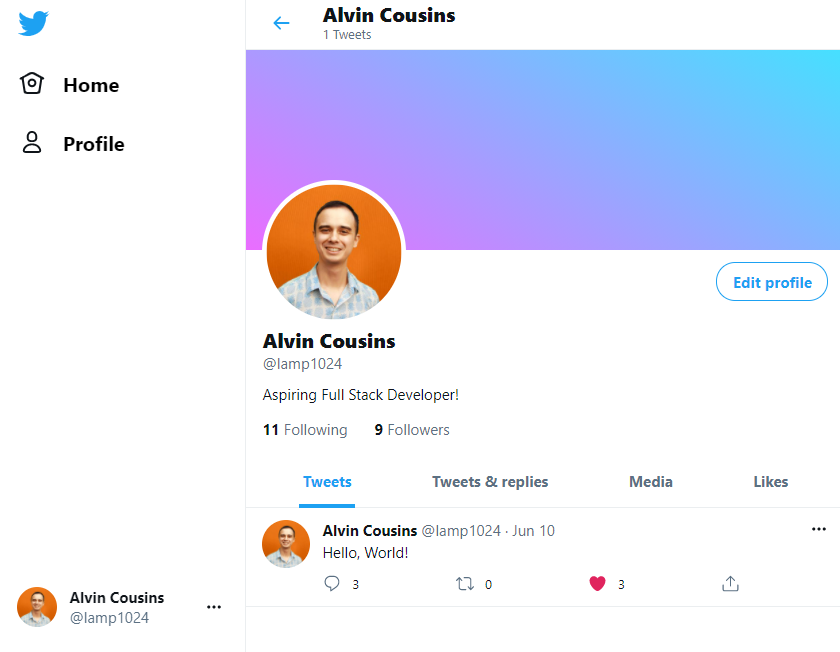 Home
Profile
Alvin Cousins
@lamp1024
Alvin Cousins
1 Tweets
Edit profile
Alvin Cousins
@lamp1024
Aspiring Full Stack Developer!
11 Following 9 Followers
Tweets Tweets & replies Media Likes
Alvin Cousins @lamp1024 · Jun 10
Hello, World!
3 0 3